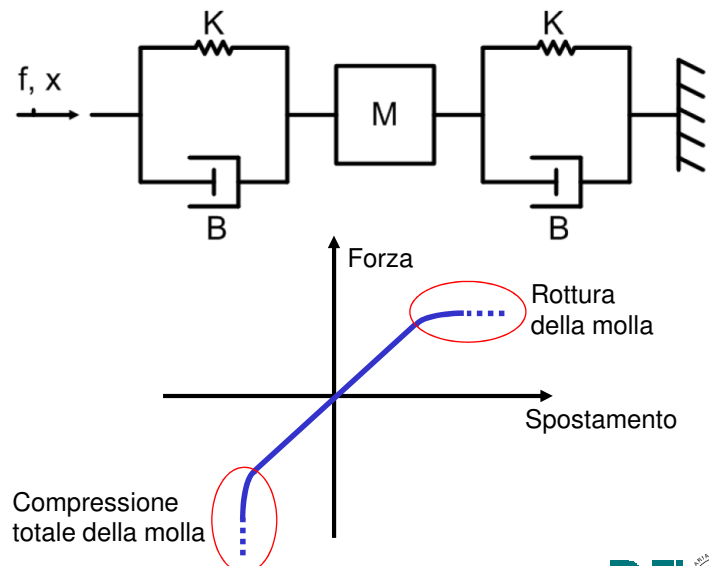 K
K
f, x
M
B
B
Forza
Rottura
della molla
Spostamento
Compressione
totale della molla